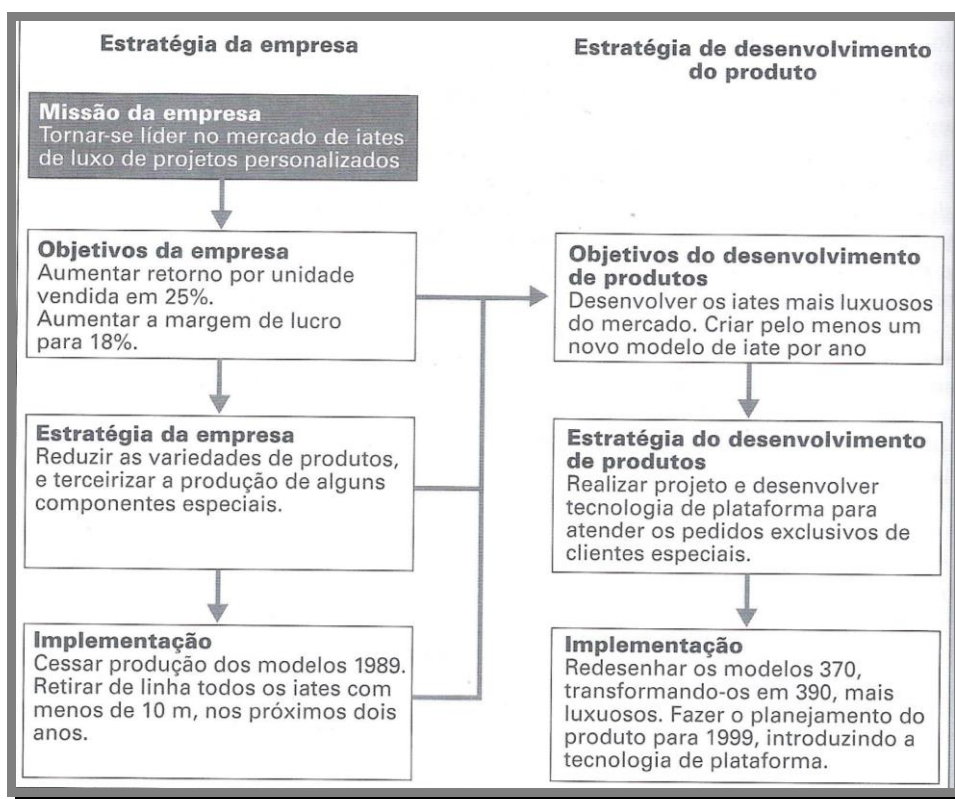 Estratégia da empresa
Missão da empresa
Tornar-se líder no mercado de iates
de luxo de projetos personalizados
Objetivos da empresa
Aumentar retorno por unidade
vendida em 25%.
Aumentar a margem de lucro
para 18%.
Estratégia da empresa
Reduzir as variedades de produtos,
e terceirizar a produção de alguns
componentes especiais.
Implementação
Cessar produção dos modelos 1989.
Retirar de linha todos os iates com
menos de 10 m, nos próximos dois
anos.
Estratégia de desenvolvimento
do produto
Objetivos do desenvolvimento
de produtos
Desenvolver os iates mais luxuosos
do mercado. Criar pelo menos um
novo modelo de iate por ano
Estratégia do desenvolvimento
de produtos
Realizar projeto e desenvolver
tecnologia de plataforma para
atender os pedidos exclusivos de
clientes especiais.
Implementação
Redesenhar os modelos 370,
transformando-os em 390, mais
luxuosos. Fazer o planejamento do
produto para 1999, introduzindo a
tecnologia de plataforma.